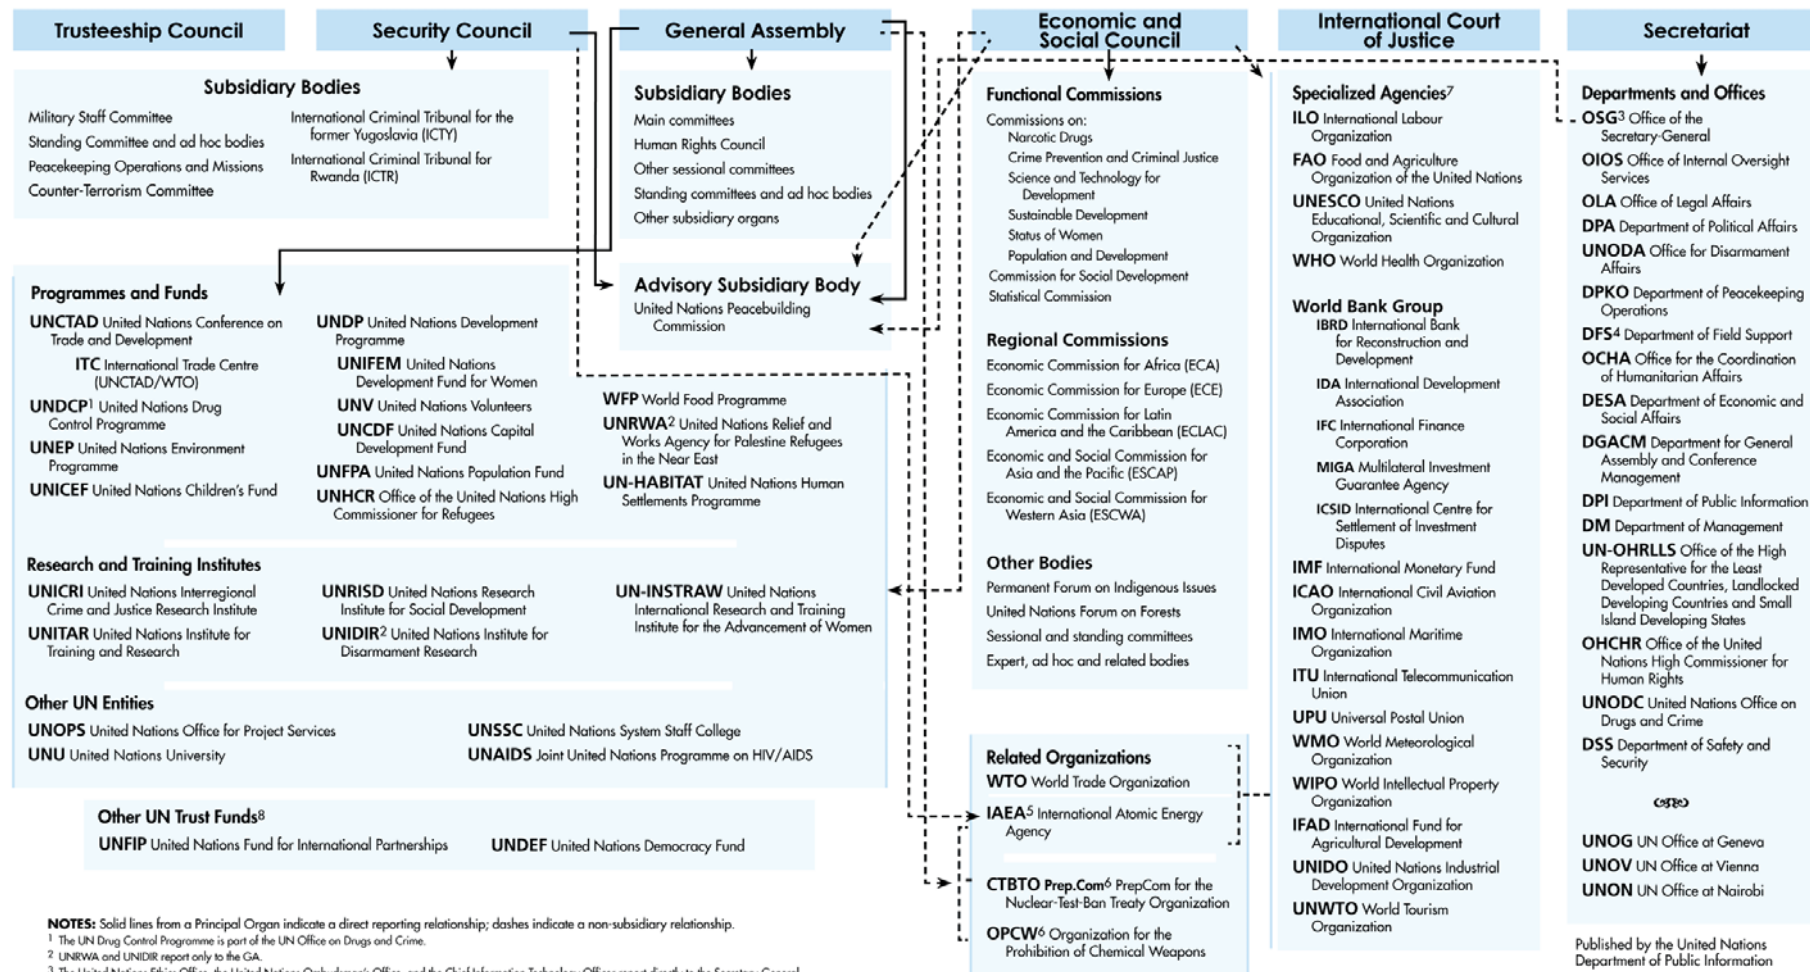 Trusteeship Council
Security Council
General Assembly
Economic and
Social Council
International Court
of Justice
Secretariat
Subsidiary Bodies
Military Staff Committee
Standing Committee and ad hoc bodies
Peacekeeping Operations and Missions
Counter-Terrorism Committee
International Criminal Tribunal for the
former Yugoslavia (ICTY)
International Criminal Tribunal for
Rwanda (ICTR)
Subsidiary Bodies
Main committees
Human Rights Council
Other sessional committees
Standing committees and ad hoc bodies
Other subsidiary organs
Advisory Subsidiary Body
United Nations Peacebuilding
Commission
Programmes and Funds
UNCTAD United Nations Conference on
Trade and Development
ITC International Trade Centre
(UNCTAD/WTO)
UNDCP1 United Nations Drug
Control Programme
UNEP United Nations Environment
Programme
UNICEF United Nations Children's Fund
UNDP United Nations Development
Programme
UNIFEM United Nations
Development Fund for Women
UNV United Nations Volunteers
UNCDF United Nations Capital
Development Fund
UNFPA United Nations Population Fund
UNHCR Office of the United Nations High
Commissioner for Refugees
WFP World Food Programme
UNRWA2 United Nations Relief and
Works Agency for Palestine Refugees
in the Near East
UN-HABITAT United Nations Human
Settlements Programme
Research and Training Institutes
UNICRI United Nations Interregional
Crime and Justice Research Institute
UNITAR United Nations Institute for
Training and Research
UNRISD United Nations Research
Institute for Social Development
UNIDIR2 United Nations Institute for
Disarmament Research
UN-INSTRAW United Nations
International Research and Training
Institute for the Advancement of Women
Other UN Entities
UNOPS United Nations Office for Project Services
UNU United Nations University
UNSSC United Nations System Staff College
UNAIDS Joint United Nations Programme on HIV/AIDS
Other UN Trust Funds8
UNFIP United Nations Fund for International Partnerships
UNDEF United Nations Democracy Fund
Functional Commissions
Commissions on:
Narcotic Drugs
Crime Prevention and Criminal Justice
Science and Technology for
Development
Sustainable Development
Status of Women
Population and Development
Commission for Social Development
Statistical Commission
Regional Commissions
Economic Commission for Africa (ECA)
Economic Commission for Europe (ECE)
Economic Commission for Latin
America and the Caribbean (ECLAC)
Economic and Social Commission for
Asia and the Pacific (ESCAP)
Economic and Social Commission for
Western Asia (ESCWA)
Other Bodies
Permanent Forum on Indigenous Issues
United Nations Forum on Forests
Sessional and standing committees
Expert, ad hoc and related bodies
Related Organizations
WTO World Trade Organization
IAEA5 International Atomic Energy
Agency
CTBTO Prep.Com6 PrepCom for the
Nuclear-Test-Ban Treaty Organization
OPCW6 Organization for the
Prohibition of Chemical Weapons
Specialized Agencies7
ILO International Labour
Organization
FAO Food and Agriculture
Organization of the United Nations
UNESCO United Nations
Educational, Scientific and Cultural
Organization
WHO World Health Organization
World Bank Group
IBRD International Bank
for Reconstruction and
Development
IDA International Development
Association
IFC International Finance
Corporation
MIGA Multilateral Investment
Guarantee Agency
ICSID International Centre for
Settlement of Investment
Disputes
IMF International Monetary Fund
ICAO International Civil Aviation
Organization
IMO International Maritime
Organization
ITU International Telecommunication
Union
UPU Universal Postal Union
WMO World Meteorological
Organization
WIPO World Intellectual Property
Organization
IFAD International Fund for
Agricultural Development
UNIDO United Nations Industrial
Development Organization
UNWTO World Tourism
Organization
Departments and Offices
OSG3 Office of the
Secretary-General
OIOS Office of Internal Oversight
Services
OLA Office of Legal Affairs
DPA Department of Political Affairs
UNODA Office for Disarmament
Affairs
DPKO Department of Peacekeeping
Operations
DFS4 Department of Field Support
OCHA Office for the Coordination
of Humanitarian Affairs
DESA Department of Economic and
Social Affairs
DGACM Department for General
Assembly and Conference
Management
DPI Department of Public Information
DM Department of Management
UN-OHRLLS Office of the High
Representative for the Least
Developed Countries, Landlocked
Developing Countries and Small
Island Developing States
OHCHR Office of the United
Nations High Commissioner for
Human Rights
UNODC United Nations Office on
Drugs and Crime
DSS Department of Safety and
Security
UNOG UN Office at Geneva
UNOV UN Office at Vienna
UNON UN Office at Nairobi
NOTES: Solid lines from a Principal Organ indicate a direct reporting relationship; dashes indicate a non-subsidiary relationship.
1 The UN Drug Control Programme is part of the UN Office on Drugs and Crime.
2 UNRWA and UNIDIR report only to the GA.
3 The United Nations Ethics Office, the United Nations Ombudsman's Office, and the Chief Information Technology Officer report directly to the Secretary-General.
Published by the United Nations
Department of Public Information